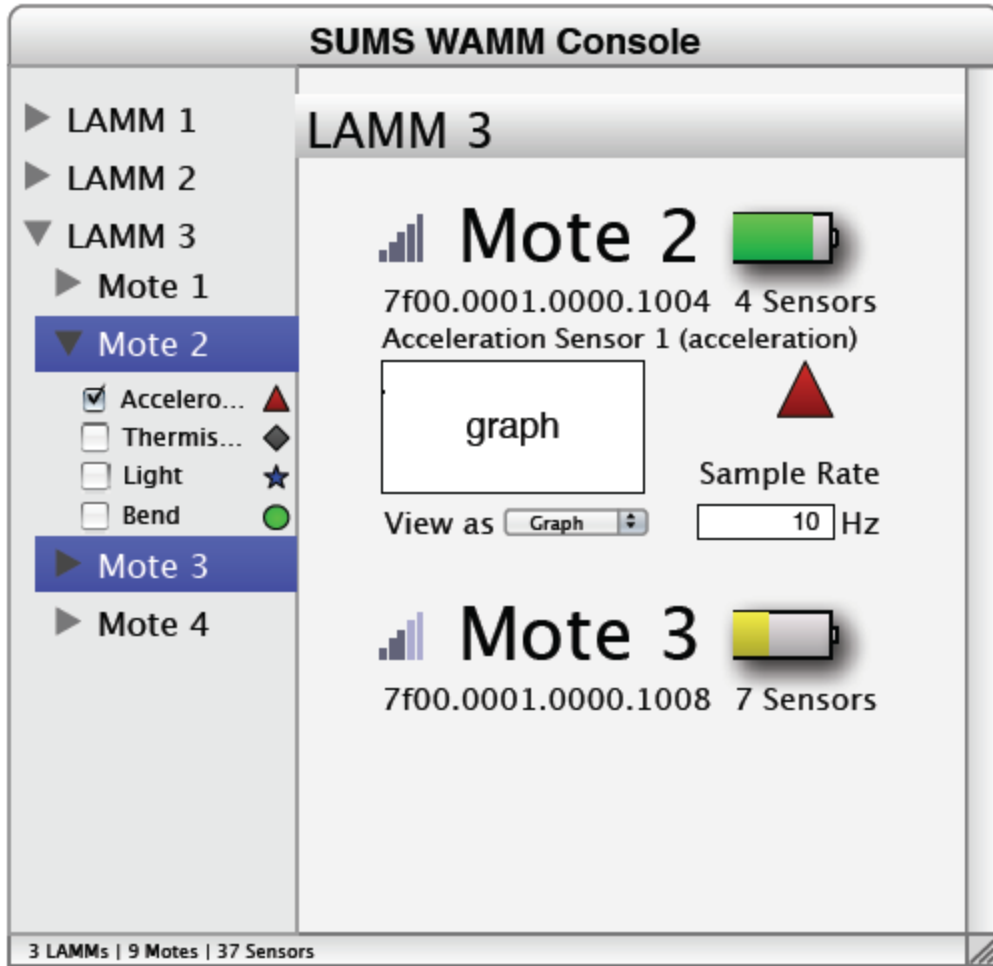 SUMS WAMM Console
LAMM 1
LAMM 2
LAMM 3
Mote 1
Mote 2
Accelero...
Thermis...
Light
Bend
Mote 3
Mote 4
LAMM 3
Mote 2
7f00.0001.0000.1004 4 Sensors
Acceleration Sensor 1 (acceleration)
graph
Sample Rate
View as Graph 10 Hz
Mote 3
7f00.0001.0000.1008 7 Sensors
3 LAMMs | 9 Motes | 37 Sensors